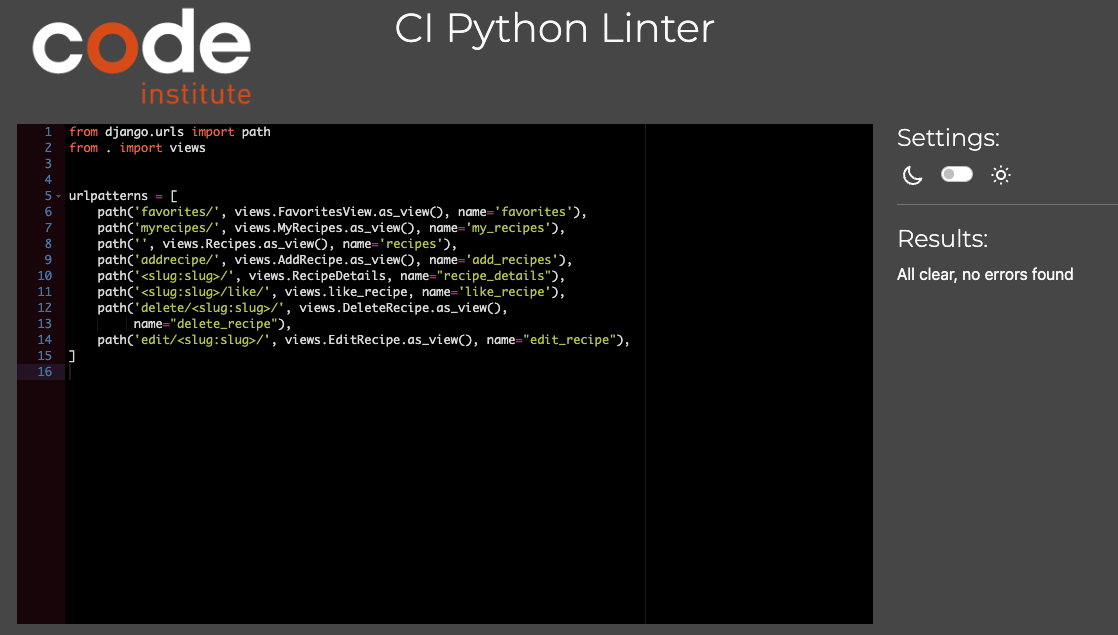 code
institute
CI Python Linter
1 from django.urls import path
2 from . import views
3
4
5 urlpatterns = [
6     path('favorites/', views.FavoritesView.as_view(), name='favorites'),
7     path('myrecipes/', views.MyRecipes.as_view(), name='my_recipes'),
8     path('', views.Recipes.as_view(), name='recipes'),
9     path('addrecipe/', views.AddRecipe.as_view(), name='add_recipes'),
10     path('<slug:slug>/', views.RecipeDetails, name="recipe_details"),
11     path('<slug:slug>/like/', views.like_recipe, name='like_recipe'),
12     path('delete/<slug:slug>/', views.DeleteRecipe.as_view(),
13          name="delete_recipe"),
14     path('edit/<slug:slug>/', views.EditRecipe.as_view(), name="edit_recipe"),
15 ]
16
Settings:
Results:
All clear, no errors found